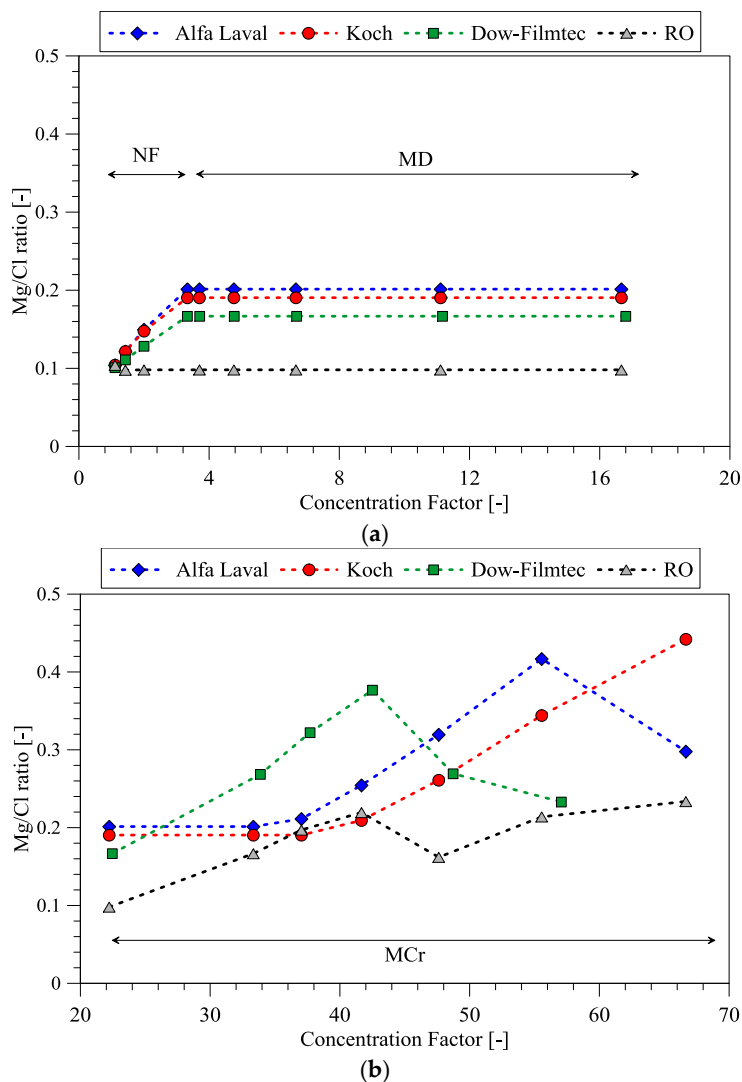 Alfa Laval Koch Dow-Filmtec RO
0.5
0.4
0.3
0.2
0.1
0
Mg/Cl ratio [-]
NF MD
0 4 8 12 16 20
Concentration Factor [-]
(a)
Alfa Laval Koch Dow-Filmtec RO
0.5
0.4
0.3
0.2
0.1
0
Mg/Cl ratio [-]
MCr
20 30 40 50 60 70
Concentration Factor [-]
(b)